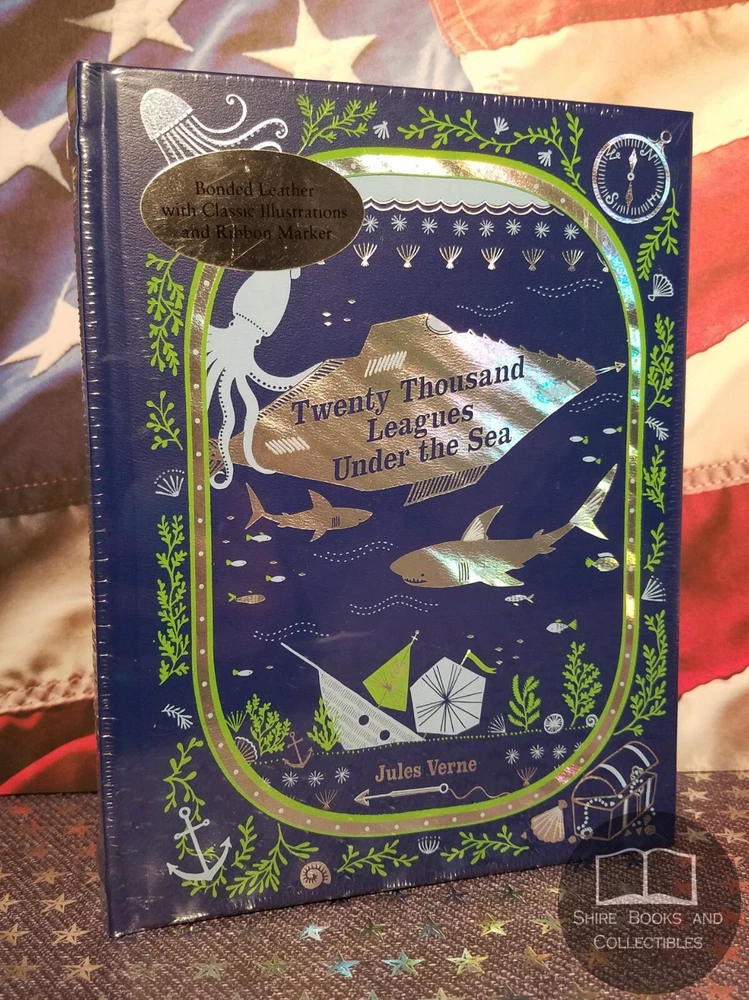 Bonded Leather
with Classic Illustrations
and Ribbon Marker
N
E
S
Twenty Thousand
Leagues
Under the Sea
Jules Verne
SHIRE BOOKS AND
COLLECTIBLES